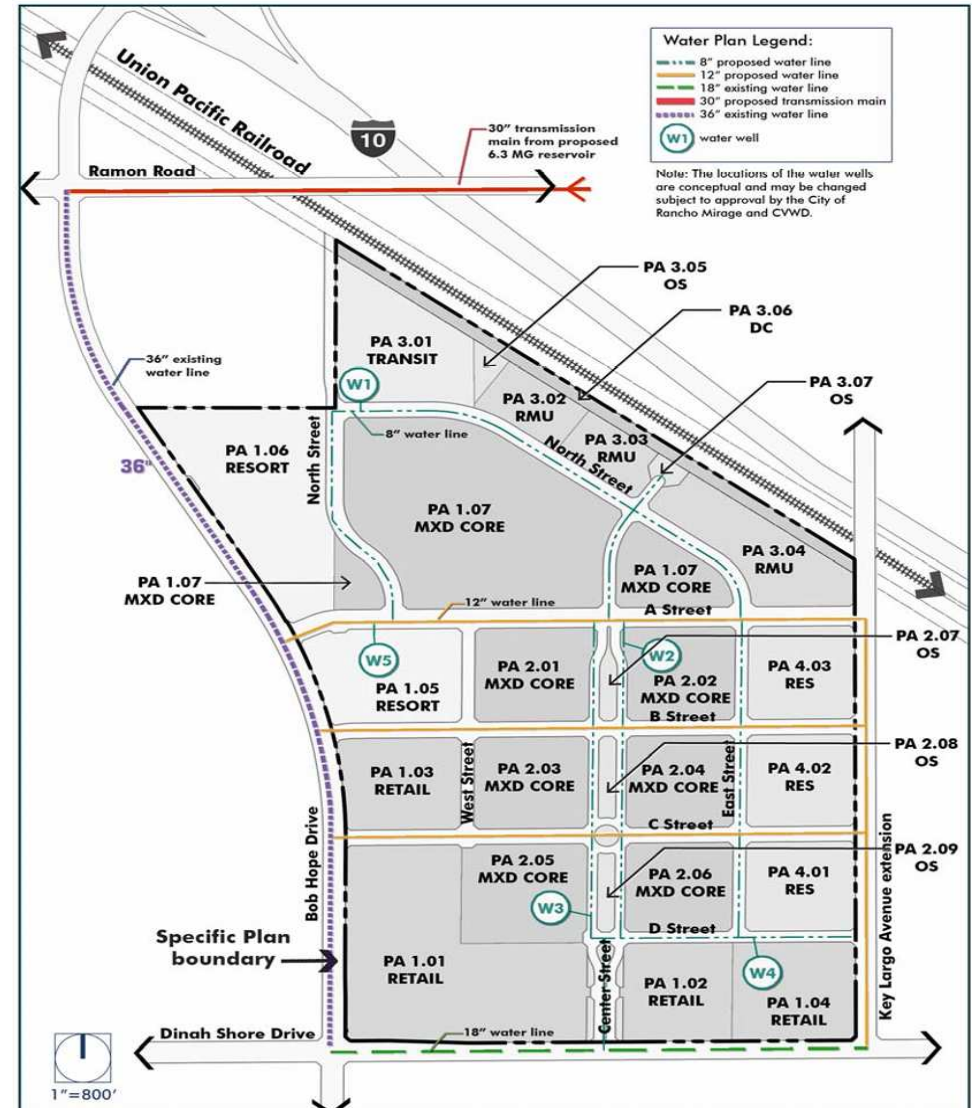 Water Plan Legend:
8" proposed water line
12" proposed water line
18" existing water line
30" proposed transmission main
36" existing water line
W1 water well
Note: The locations of the water wells
are conceptual and may be changed
subject to approval by the City of
Rancho Mirage and CVWD.
Union Pacific Railroad
10
30" transmission
main from proposed
6.3 MG reservoir
Ramon Road
PA 3.05
OS
PA 3.06
DC
PA 3.01
TRANSIT
36" existing
water line
PA 3.07
OS
W1
PA 3.02
RMU
8" water line
PA 3.03
RMU
North Street
North Street
PA 1.06
RESORT
36"
PA 1.07
MXD CORE
PA 3.04
RMU
PA 1.07
MXD CORE
PA 1.07
MXD CORE
12" water line
A Street
PA 2.07
OS
W5
W2
PA 1.05
RESORT
PA 2.01
MXD CORE
PA 2.02
MXD CORE
PA 4.03
RES
B Street
PA 2.08
OS
PA 1.03
RETAIL
West Street
PA 2.03
MXD CORE
PA 2.04
MXD CORE
East Street
PA 4.02
RES
C Street
Bob Hope Drive
Key Largo Avenue extension
PA 2.09
OS
PA 2.05
MXD CORE
PA 2.06
MXD CORE
PA 4.01
RES
W3
D Street
Specific Plan
boundary
PA 1.01
RETAIL
Center Street
PA 1.02
RETAIL
W4
PA 1.04
RETAIL
Dinah Shore Drive
18" water line
1"=800'